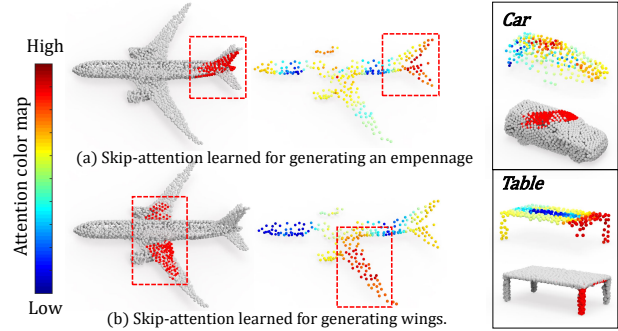 High
Attention color map
Low
(a) Skip-attention learned for generating an empennage
(b) Skip-attention learned for generating wings.
Car
Table